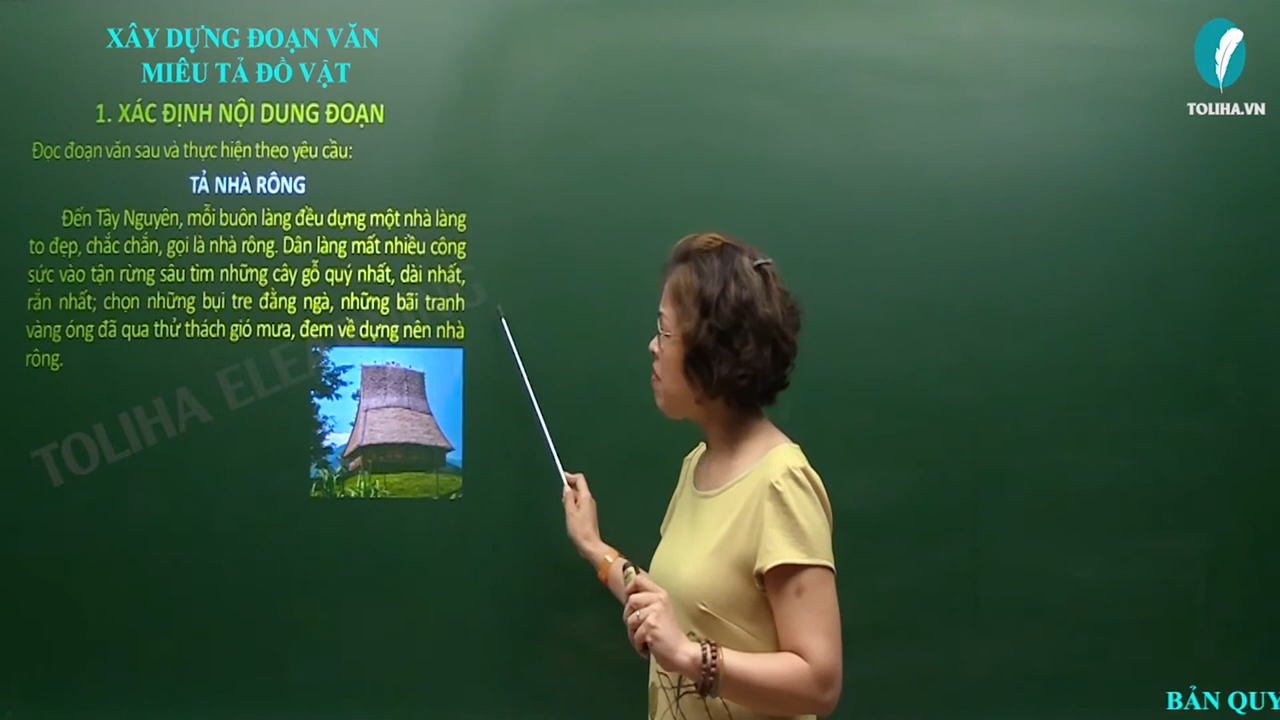 XÂY DỰNG ĐOẠN VĂN
MIÊU TẢ ĐỒ VẬT
1. XÁC ĐỊNH NỘI DUNG ĐOẠN
Đọc đoạn văn sau và thực hiện theo yêu cầu:
TẢ NHÀ RÔNG
Đến Tây Nguyên, mỗi buôn làng đều dựng một nhà làng
to đẹp, chắc chắn, gọi là nhà rông. Dân làng mất nhiều công
sức vào tận rừng sâu tìm những cây gỗ quý nhất, dài nhất,
rắn nhất; chọn những bụi tre đằng ngà, những bãi tranh
vàng óng đã qua thử thách gió mưa, đem về dựng nên nhà
rông.
TOLIHA
TOLIHA.VN
BẢN QUY